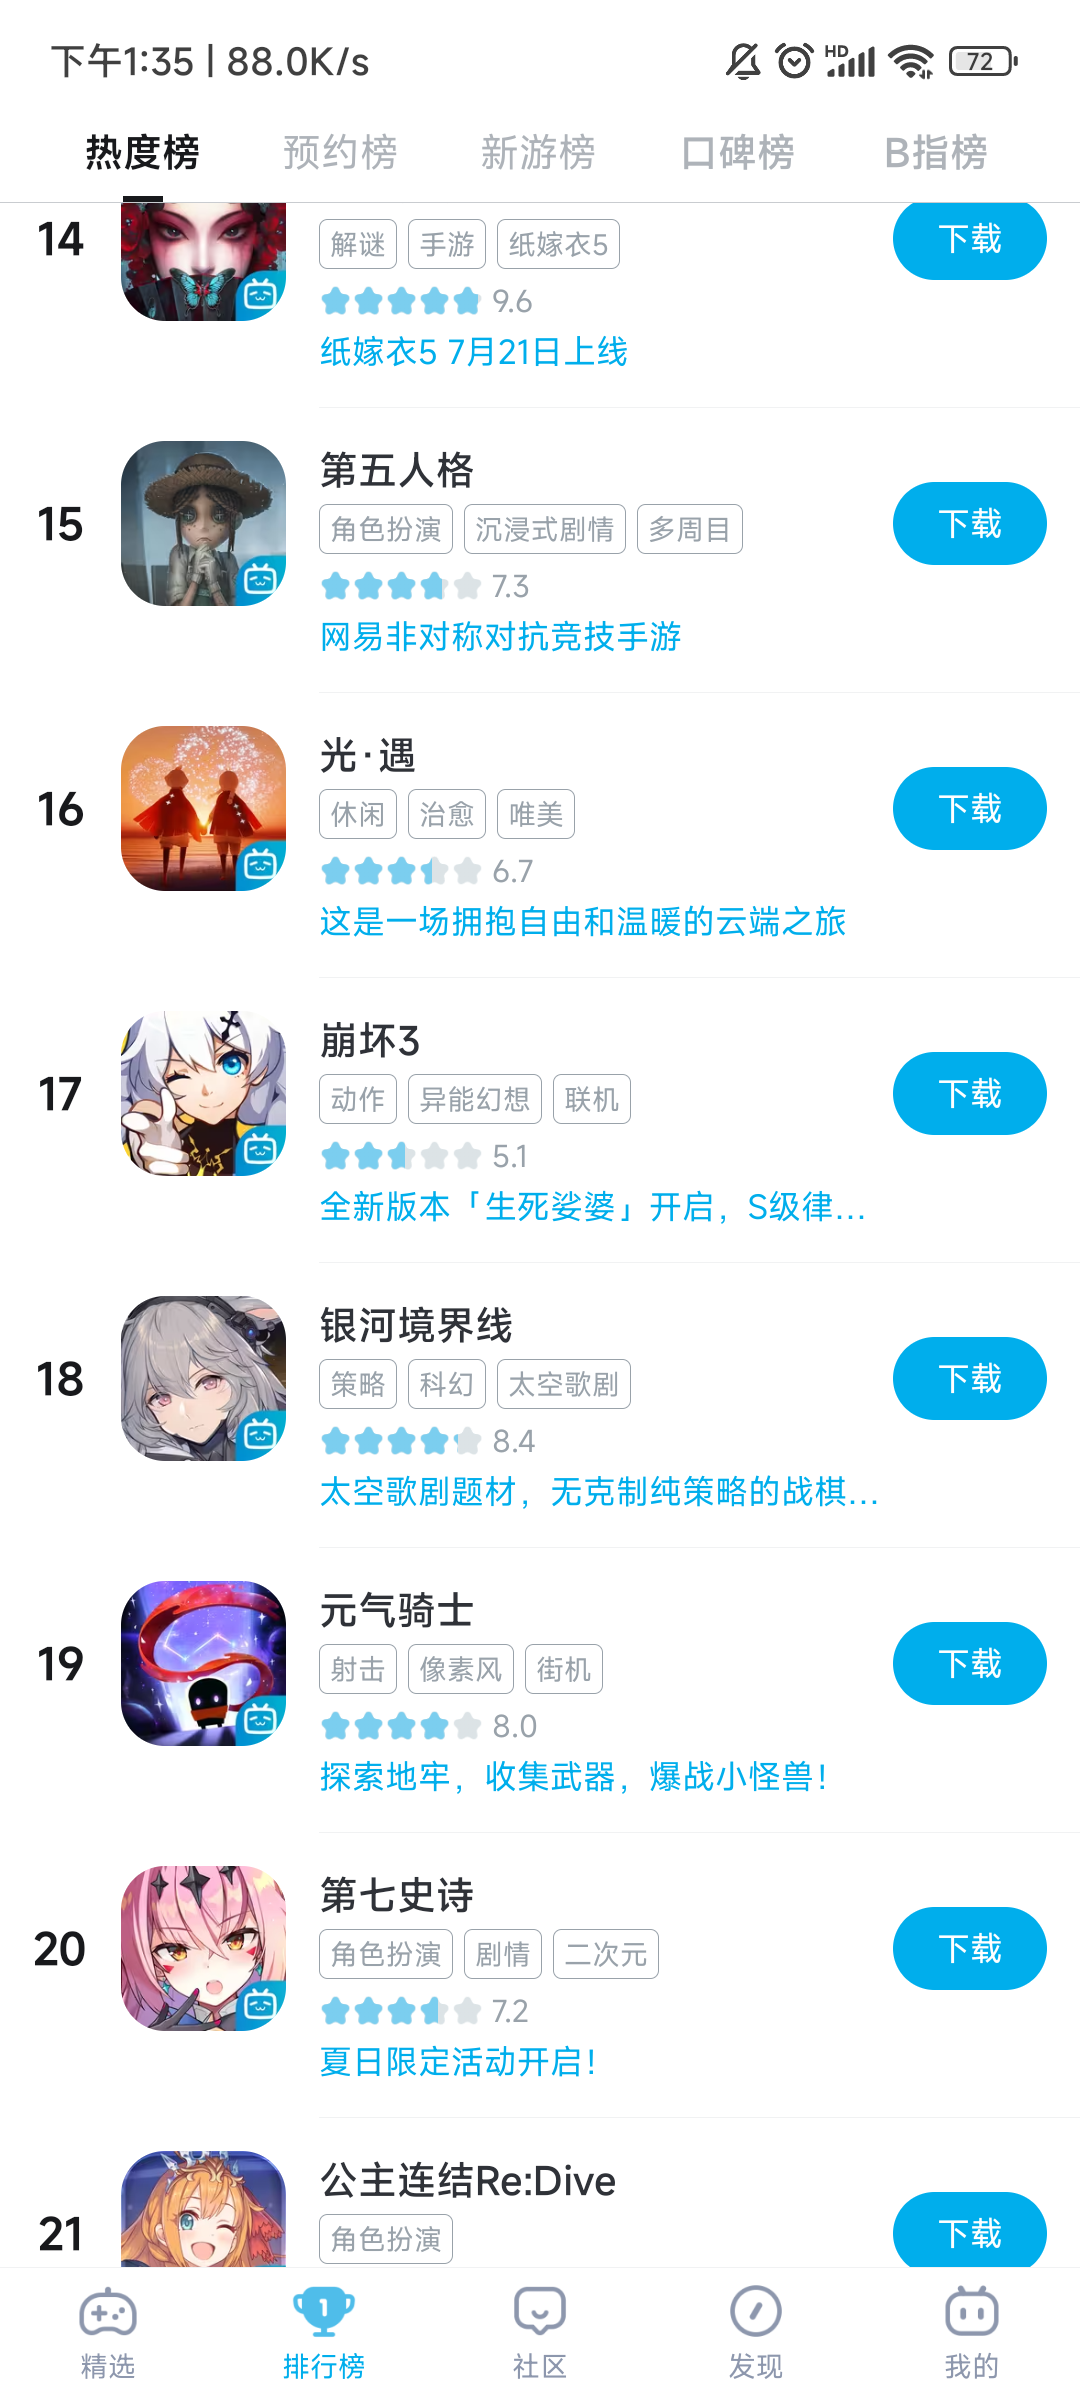 下午1:35 | 88.0K/s HD 72
热度榜 预约榜 新游榜 口碑榜 B指榜
14
解谜 手游 纸嫁衣5
下载
9.6
纸嫁衣5 7月21日上线
15
第五人格
角色扮演 沉浸式剧情 多周目
下载
7.3
网易非对称对抗竞技手游
16
光·遇
休闲 治愈 唯美
下载
6.7
这是一场拥抱自由和温暖的云端之旅
17
崩坏3
动作 异能幻想 联机
下载
5.1
全新版本「生死娑婆」开启，S级律...
18
银河境界线
策略 科幻 太空歌剧
下载
8.4
太空歌剧题材，无克制纯策略的战棋...
19
元气骑士
射击 像素风 街机
下载
8.0
探索地牢，收集武器，爆战小怪兽！
20
第七史诗
角色扮演 剧情 二次元
下载
7.2
夏日限定活动开启！
21
公主连结Re:Dive
角色扮演
下载
精选 排行榜 社区 发现 我的